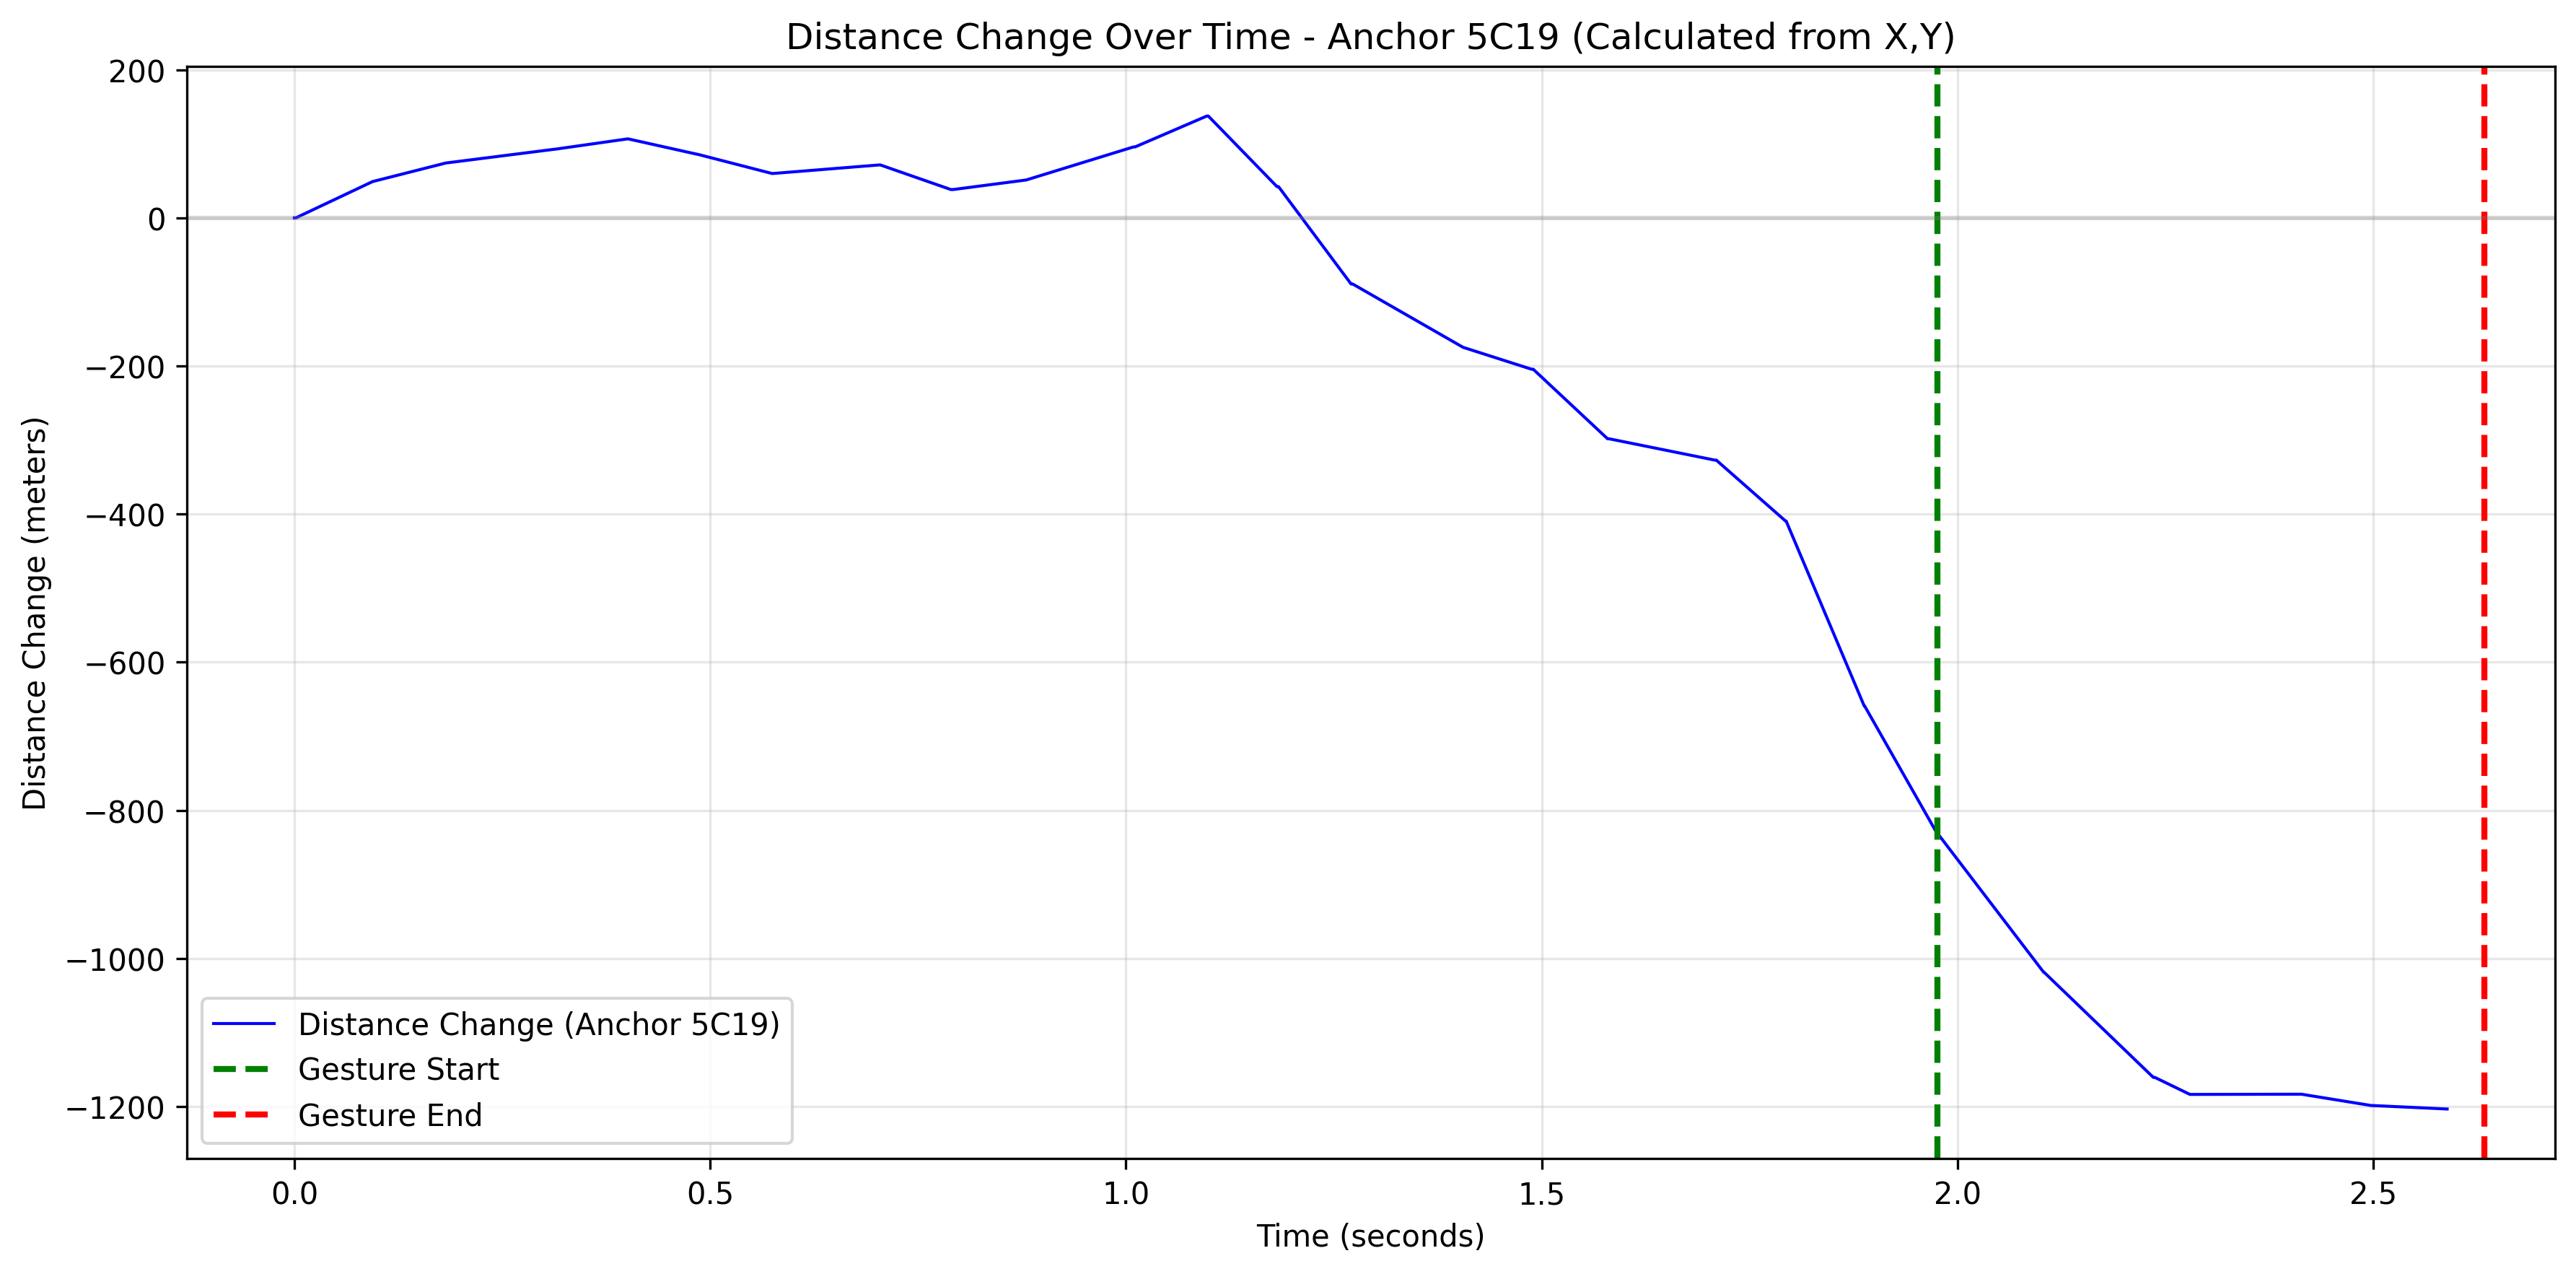 Distance Change Over Time - Anchor 5C19 (Calculated from X,Y)
Distance Change (meters)
200
0
−200
−400
−600
−800
−1000
−1200
Distance Change (Anchor 5C19)
Gesture Start
Gesture End
0.0 0.5 1.0 1.5 2.0 2.5
Time (seconds)